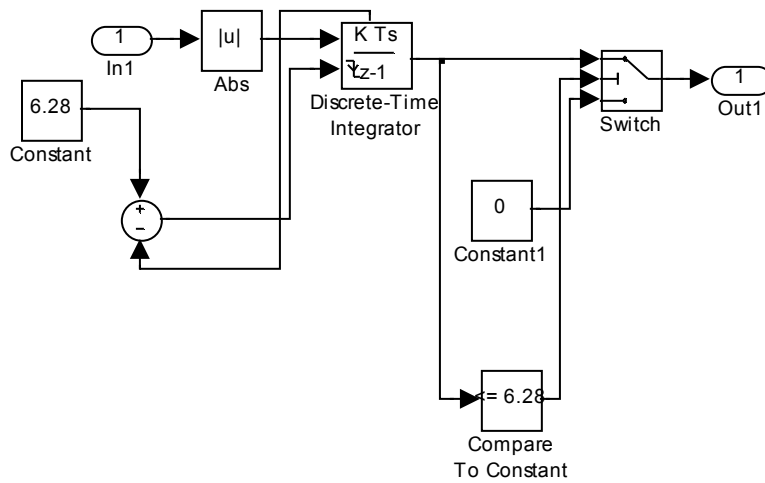 1
In1
|u|
Abs
K Ts
z-1
Discrete-Time
Integrator
6.28
Constant
+
-
Switch
1
Out1
0
Constant1
<= 6.28
Compare
To Constant